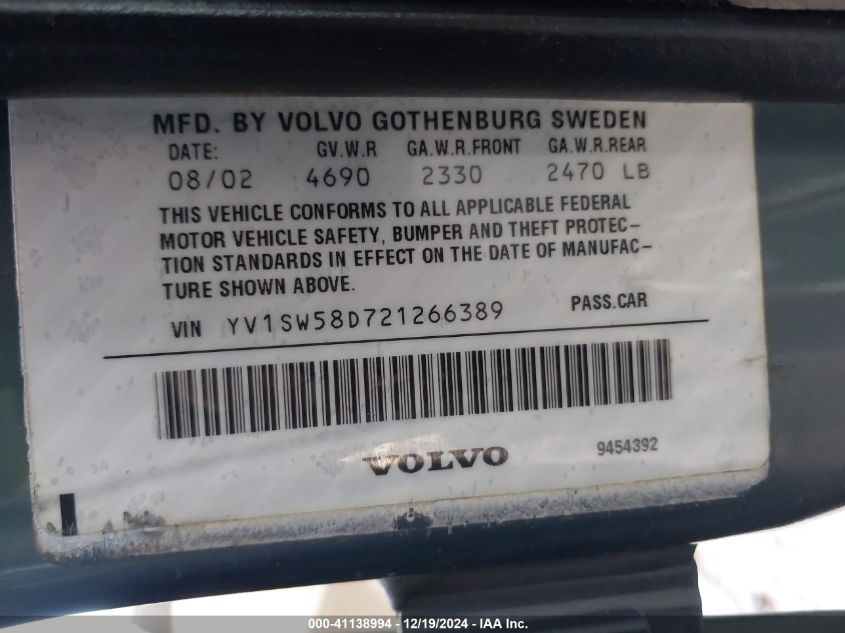 MFD. BY VOLVO GOTHENBURG SWEDEN
DATE: GV.W.R GA.W.R.FRONT GA.W.R.REAR
08/02 4690 2330 2470 LB
THIS VEHICLE CONFORMS TO ALL APPLICABLE FEDERAL
MOTOR VEHICLE SAFETY, BUMPER AND THEFT PROTEC-
TION STANDARDS IN EFFECT ON THE DATE OF MANUFAC-
TURE SHOWN ABOVE.
VIN YV1SW58D721266389 PASS.CAR
VOLVO 9454392
000-41138994 - 12/19/2024 - IAA, Inc.